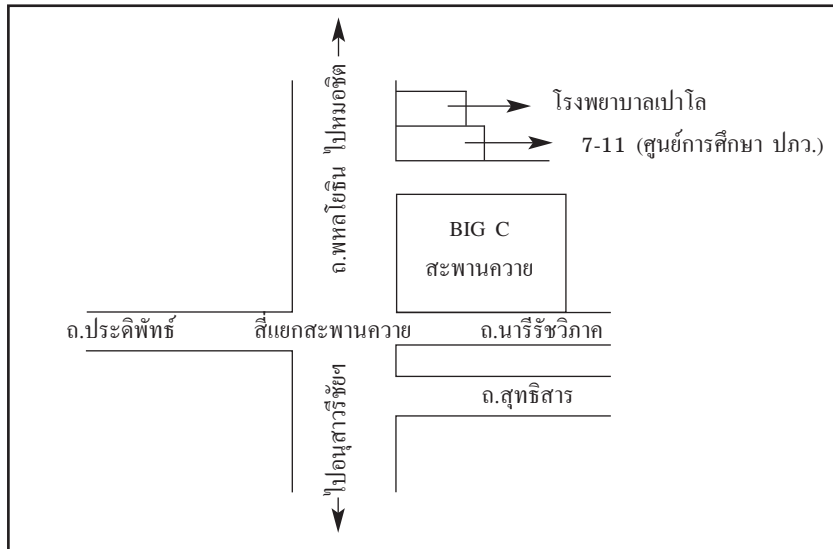 โรงพยาบาลเปาโล
7-11 (ศูนย์การศึกษา ปภว.)
ถ.พหลโยธิน ไปหมอชิต
BIG C
สะพานควาย
ถ.ประดิพัทธ์
สี่แยกสะพานควาย
ถ.นารีรัชวิภาค
ถ.สุทธิสาร
ไปอนุสาวรีชัยฯ